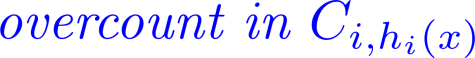 overcount in $C_{i,h_i(x)}$